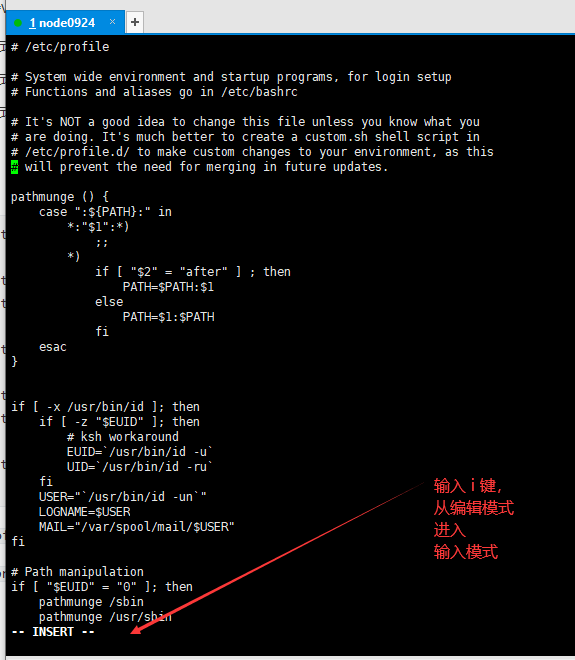 1 node0924 × +
# /etc/profile
# System wide environment and startup programs, for login setup
# Functions and aliases go in /etc/bashrc
# It's NOT a good idea to change this file unless you know what you
# are doing. It's much better to create a custom.sh shell script in
# /etc/profile.d/ to make custom changes to your environment, as this
# will prevent the need for merging in future updates.
pathmunge () {
    case ":${PATH}:" in
        *:"$1":*)
            ;;
        *)
            if [ "$2" = "after" ] ; then
                PATH=$PATH:$1
            else
                PATH=$1:$PATH
            fi
    esac
}
if [ -x /usr/bin/id ]; then
    if [ -z "$EUID" ]; then
        # ksh workaround
        EUID=`/usr/bin/id -u`
        UID=`/usr/bin/id -ru`
    fi
    USER="`/usr/bin/id -un`"
    LOGNAME=$USER
    MAIL="/var/spool/mail/$USER"
fi
# Path manipulation
if [ "$EUID" = "0" ]; then
    pathmunge /sbin
    pathmunge /usr/sbin
-- INSERT --
输入 i 键，
从编辑模式
进入
输入模式